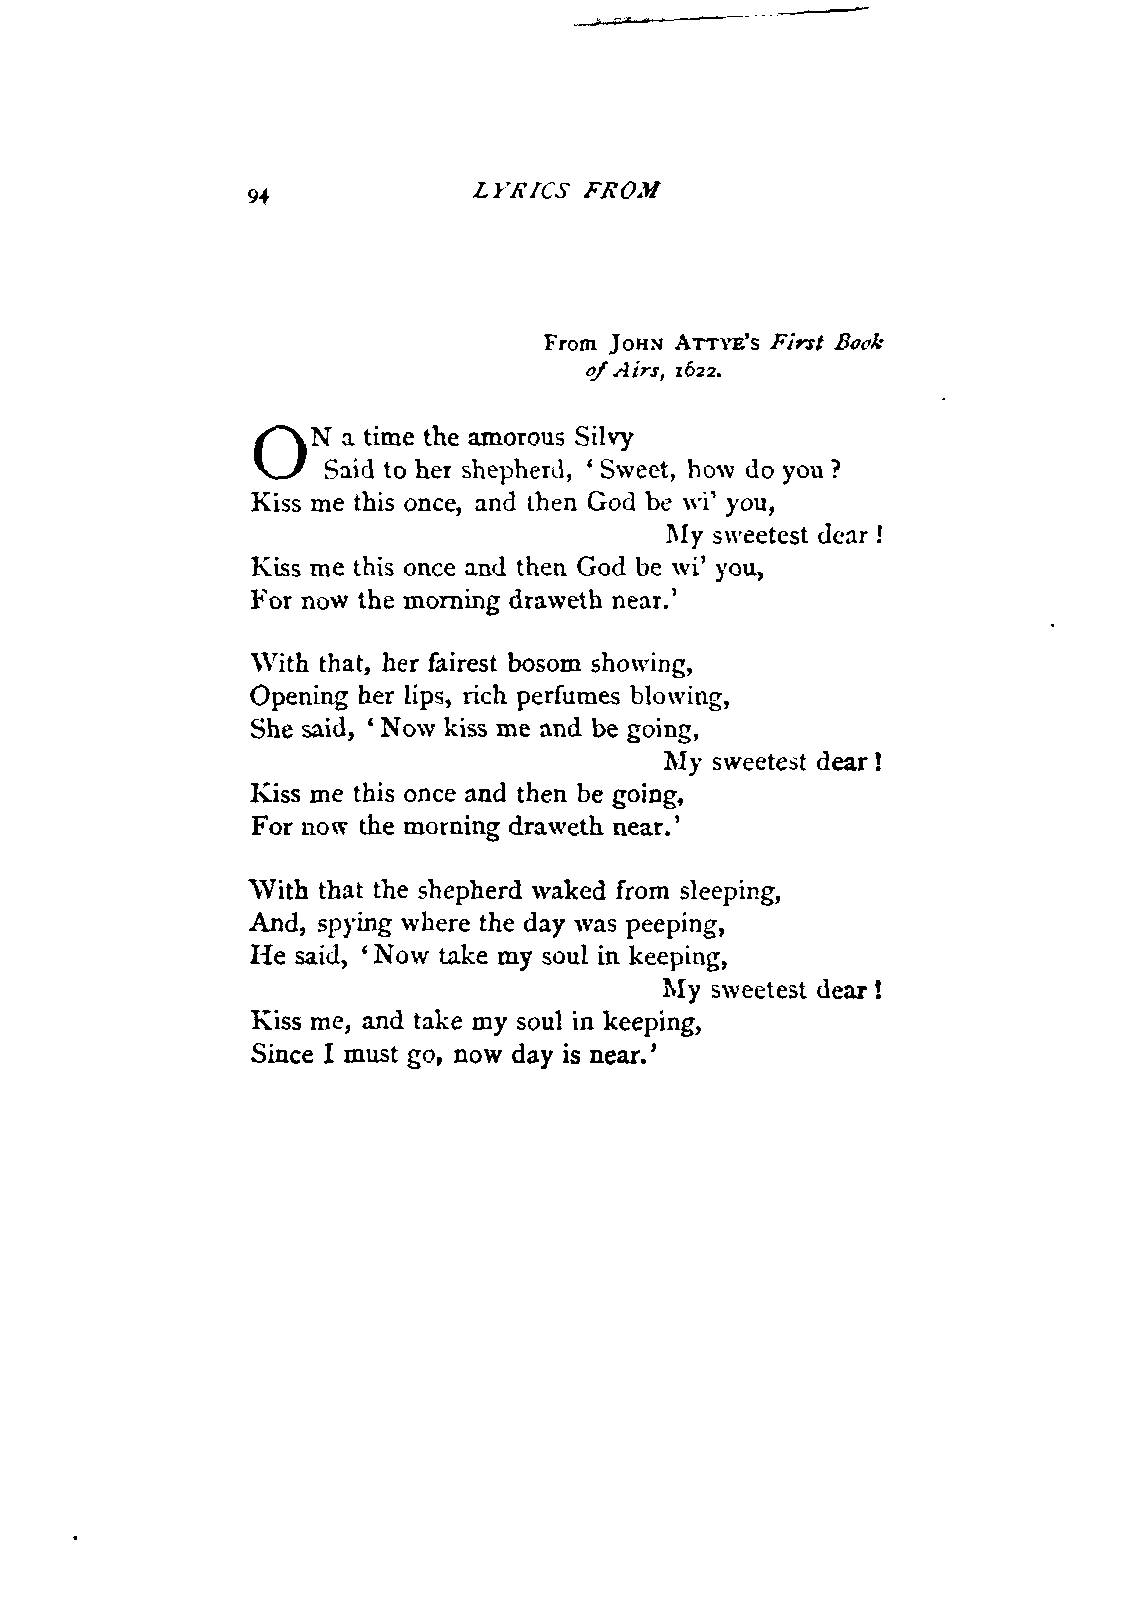 94 LYRICS FROM
From JOHN ATTYE'S First Book
of Airs, 1622.
ON a time the amorous Silvy
Said to her shepherd, ‘Sweet, how do you?
Kiss me this once, and then God be wi’ you,
My sweetest dear!
Kiss me this once and then God be wi’ you,
For now the morning draweth near.’
With that, her fairest bosom showing,
Opening her lips, rich perfumes blowing,
She said, ‘Now kiss me and be going,
My sweetest dear!
Kiss me this once and then be going,
For now the morning draweth near.’
With that the shepherd waked from sleeping,
And, spying where the day was peeping,
He said, ‘Now take my soul in keeping,
My sweetest dear!
Kiss me, and take my soul in keeping,
Since I must go, now day is near.’